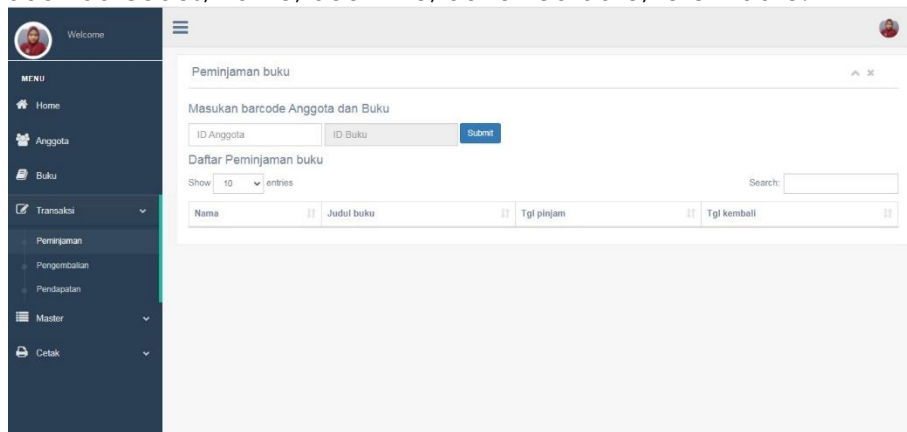 Welcome
MENU
Home
Anggota
Buku
Transaksi
Peminjaman
Pengembalian
Pendapatan
Master
Cetak
Peminjaman buku
Masukan barcode Anggota dan Buku
ID Anggota ID Buku Submit
Daftar Peminjaman buku
Show 10 entries Search:
Nama Judul buku Tgl pinjam Tgl kembali